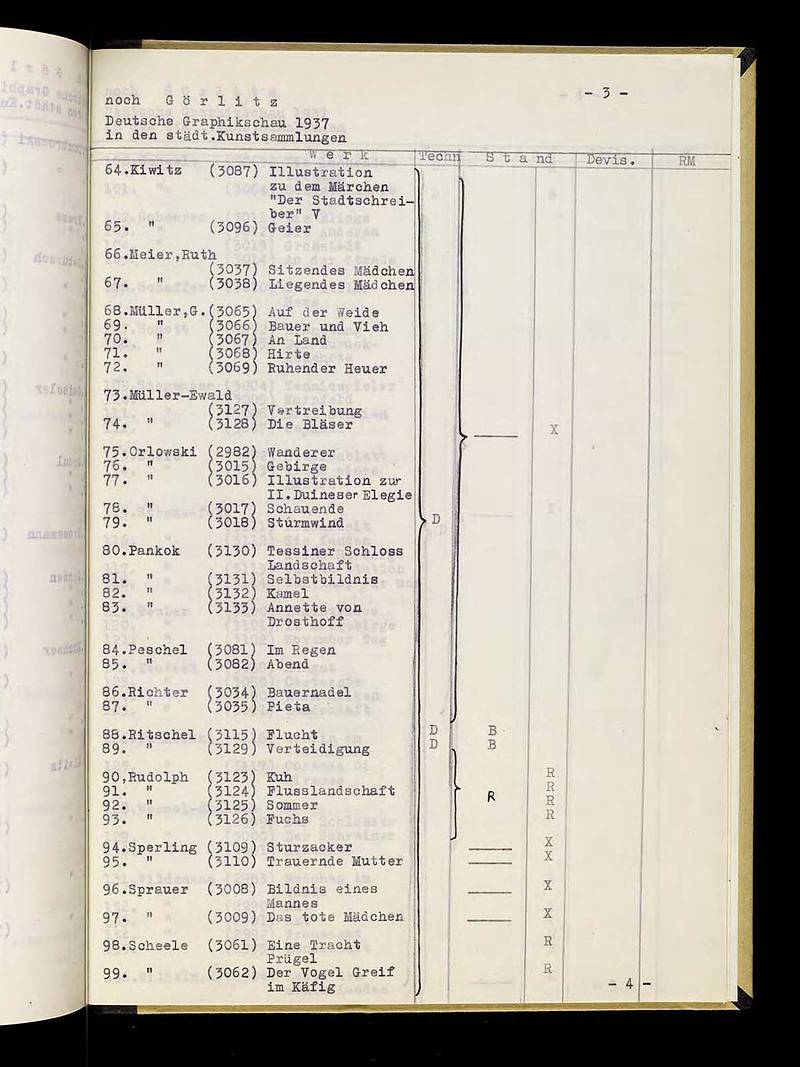 - 3 -
noch G ö r l i t z
Deutsche Graphikschau 1937
in den städt.Kunstsammlungen
W e r k Techn S t a nd Devis. RM
64.Kiwitz (3087) Illustration
zu dem Märchen
"Der Stadtschrei-
ber" V
65. " (3096) Geier
66.Meier,Ruth
(3037) Sitzendes Mädchen
67. " (3038) Liegendes Mädchen
68.Müller,G.(3065) Auf der Weide
69. " (3066) Bauer und Vieh
70. " (3067) An Land
71. " (3068) Hirte
72. " (3069) Ruhender Heuer
73.Müller-Ewald
(3127) Vertreibung
74. " (3128) Die Bläser X
75.Orlowski (2982) Wanderer
76. " (3015) Gebirge
77. " (3016) Illustration zur
II.Duineser Elegie
78. " (3017) Schauende
79. " (3018) Sturmwind D
80.Pankok (3130) Tessiner Schloss
Landschaft
81. " (3131) Selbstbildnis
82. " (3132) Kamel
83. " (3133) Annette von
Drosthoff
84.Peschel (3081) Im Regen
85. " (3082) Abend
86.Richter (3034) Bauernadel
87. " (3035) Pieta
88.Ritschel (3115) Flucht D B
89. " (3129) Verteidigung D B
90,Rudolph (3123) Kuh R
91. " (3124) Flusslandschaft R
92. " (3125) Sommer R R
93. " (3126) Fuchs R
94.Sperling (3109) Sturzacker X
95. " (3110) Trauernde Mutter X
96.Sprauer (3008) Bildnis eines X
Mannes
97. " (3009) Das tote Mädchen X
98.Scheele (3061) Eine Tracht R
Prügel
99. " (3062) Der Vogel Greif R
im Käfig
- 4 -